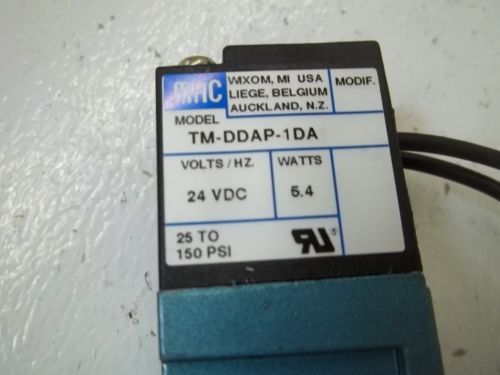 MAC
WIXOM, MI USA
LIEGE, BELGIUM
AUCKLAND, N.Z.
MODIF.
MODEL
TM-DDAP-1DA
VOLTS/HZ.
WATTS
24 VDC
5.4
25 TO
150 PSI
RU®